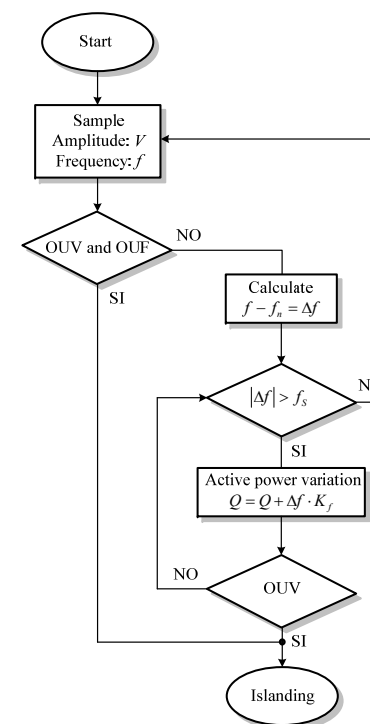 Start
Sample
Amplitude: V
Frequency: f
OUV and OUF
NO
SI
Calculate
f − fₙ = Δf
|Δf| > f_S
N
SI
Active power variation
Q = Q + Δf · K_f
NO
OUV
SI
Islanding